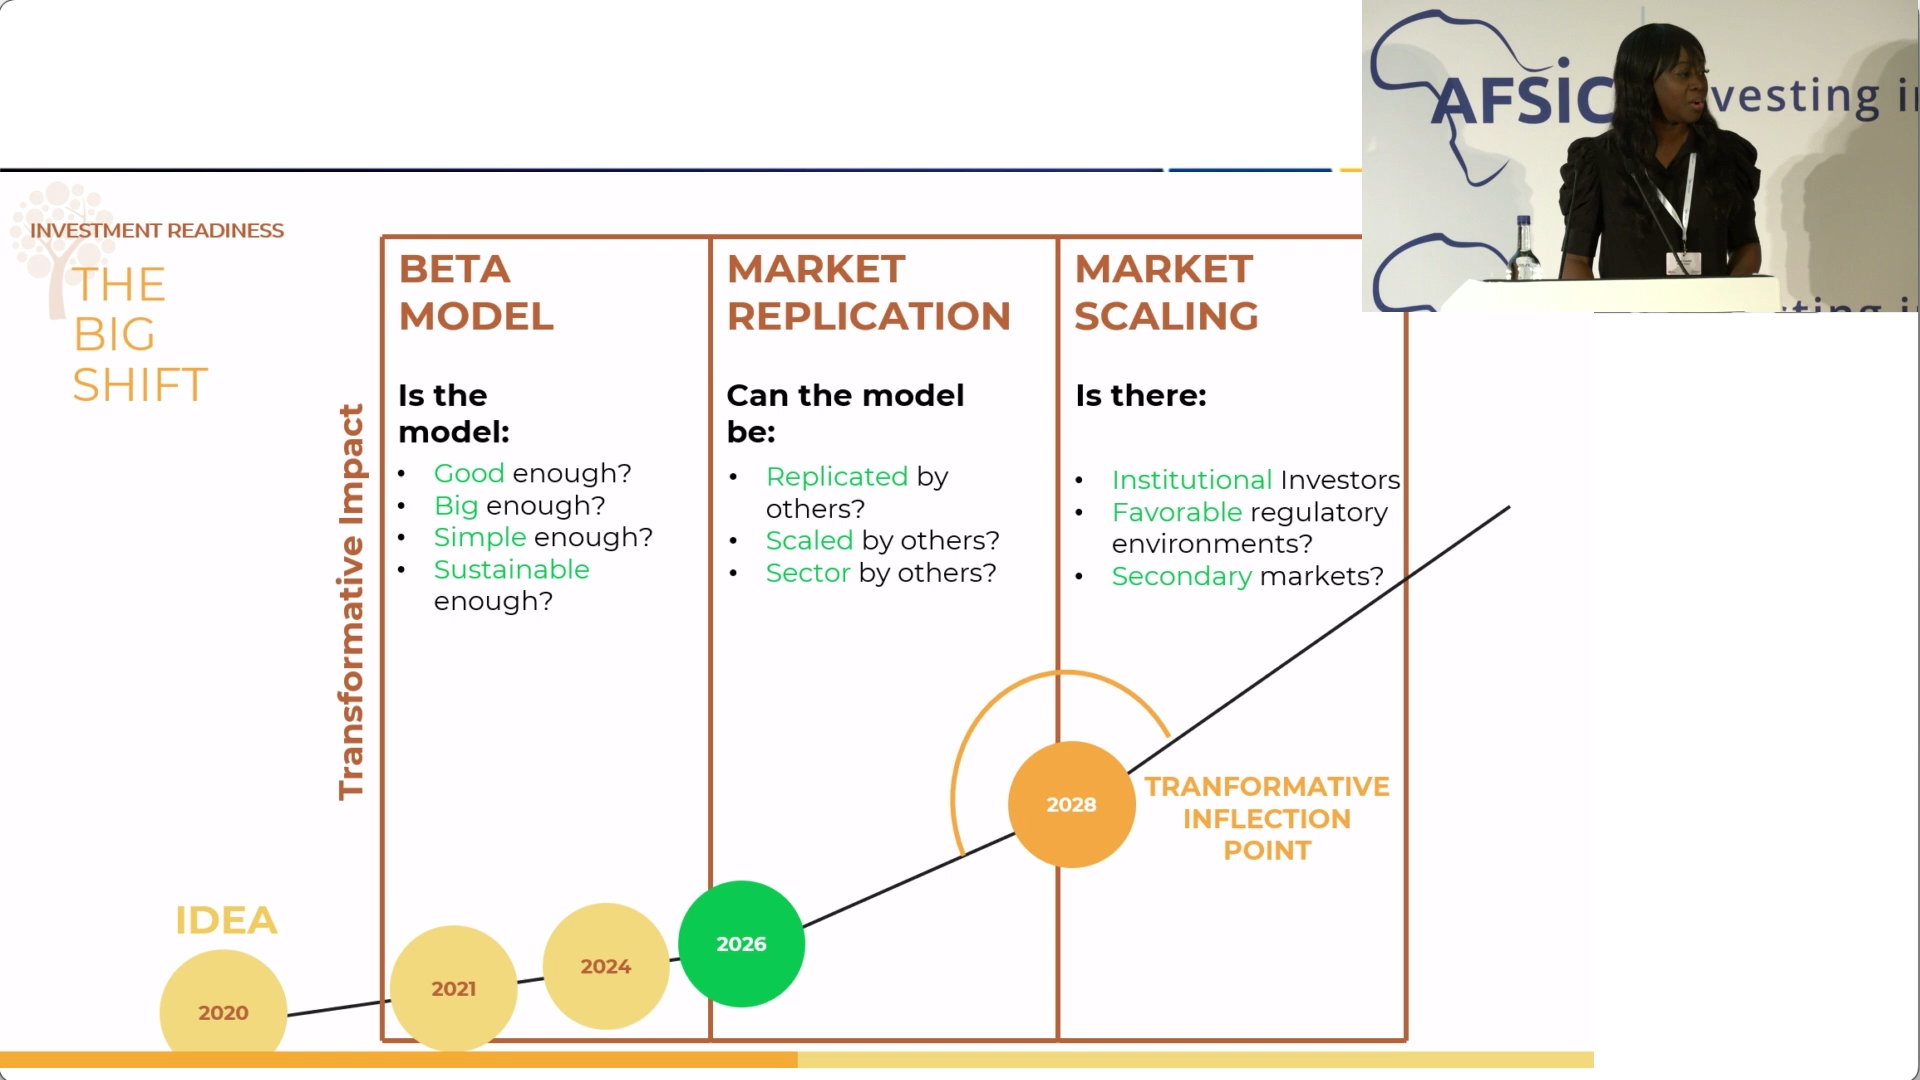 AFSIC
vesting i
ting i
INVESTMENT READINESS
THE
BIG
SHIFT
Transformative Impact
BETA
MODEL
Is the
model:
• Good enough?
• Big enough?
• Simple enough?
• Sustainable
enough?
MARKET
REPLICATION
Can the model
be:
• Replicated by
others?
• Scaled by others?
• Sector by others?
MARKET
SCALING
Is there:
• Institutional Investors
• Favorable regulatory
environments?
• Secondary markets?
TRANFORMATIVE
INFLECTION
POINT
IDEA
2020
2021
2024
2026
2028